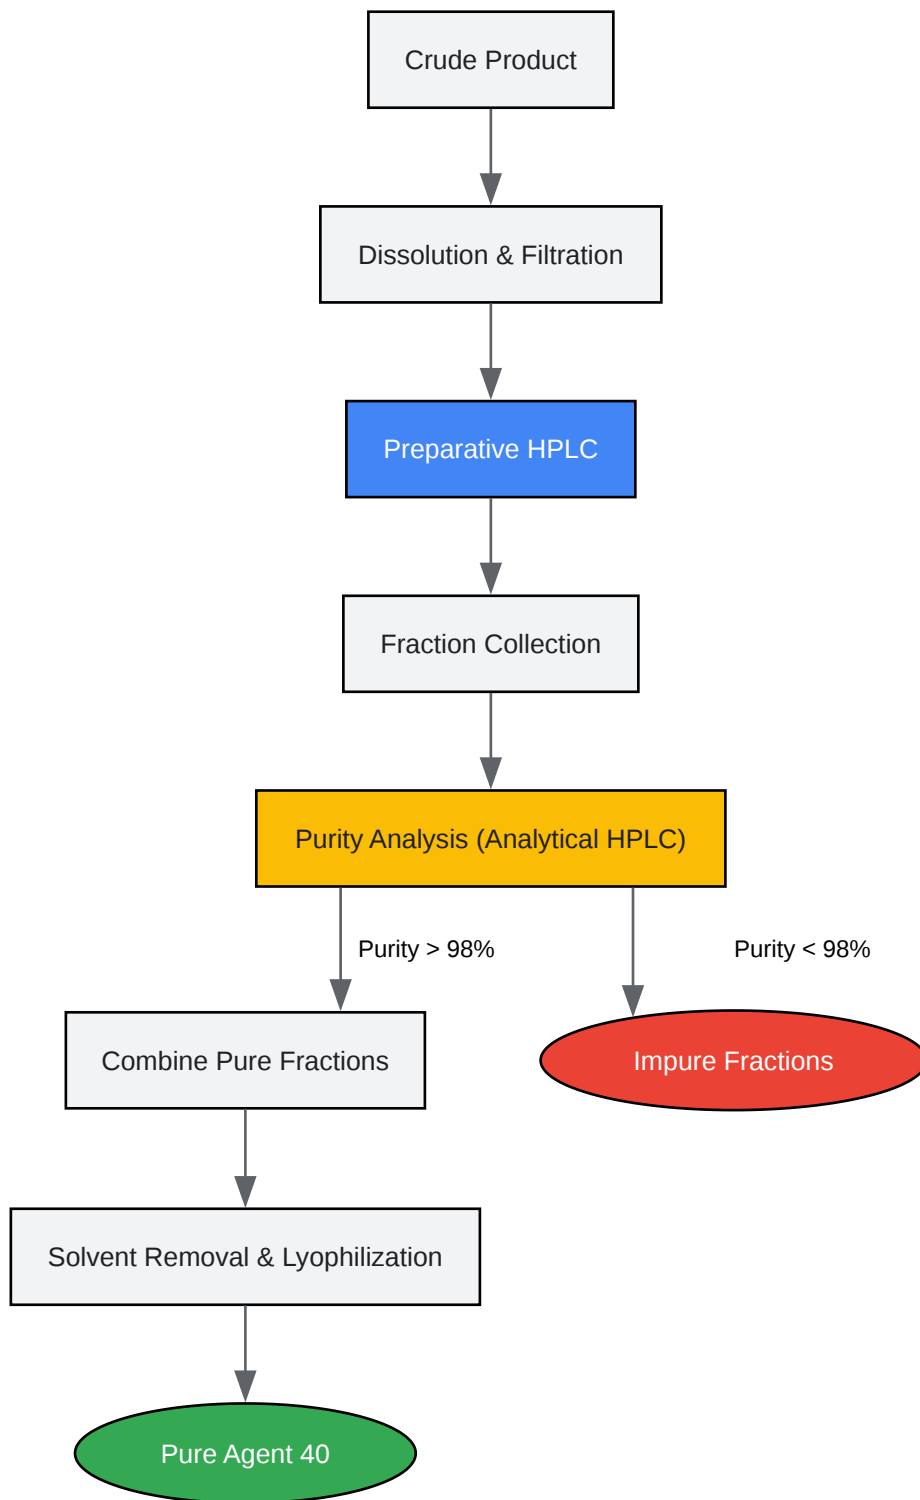 Crude Product
Dissolution & Filtration
Preparative HPLC
Fraction Collection
Purity Analysis (Analytical HPLC)
Purity > 98%
Purity < 98%
Combine Pure Fractions
Impure Fractions
Solvent Removal & Lyophilization
Pure Agent 40